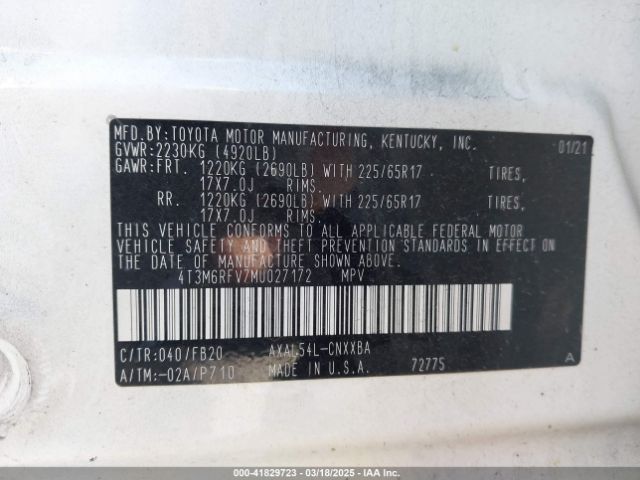 MFD.BY:TOYOTA MOTOR MANUFACTURING, KENTUCKY, INC. 01/21
GVWR:2230KG (4920LB)
GAWR:FRT. 1220KG (2690LB) WITH 225/65R17 TIRES,
17X7.0J RIMS.
RR. 1220KG (2690LB) WITH 225/65R17 TIRES,
17X7.0J RIMS.
THIS VEHICLE CONFORMS TO ALL APPLICABLE FEDERAL MOTOR
VEHICLE SAFETY AND THEFT PREVENTION STANDARDS IN EFFECT ON
THE DATE OF MANUFACTURE SHOWN ABOVE.
4T3M6RFV7MU027172 MPV
C/TR:040/FB20 AXAL54L-CNXXBA
A/TM:-02A/P710 MADE IN U.S.A. 72775 A
000-41829723 — 03/18/2025 — IAA Inc.